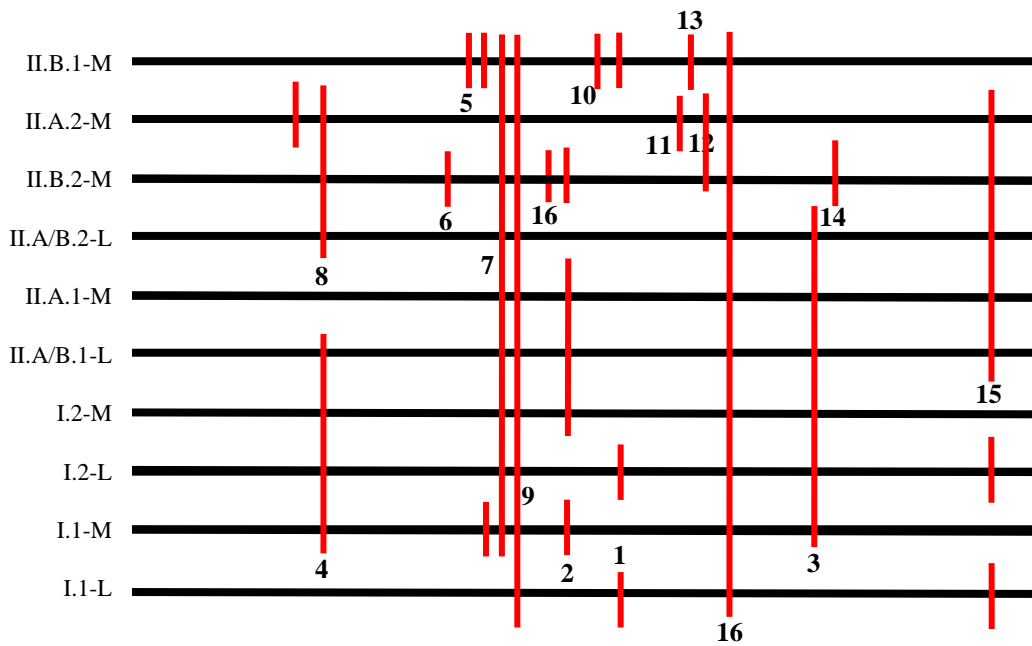 13
II.B.1-M
5
10
II.A.2-M
11
12
II.B.2-M
6
16
14
II.A/B.2-L
8
7
II.A.1-M
II.A/B.1-L
15
I.2-M
I.2-L
9
I.1-M
4
2
1
3
I.1-L
16